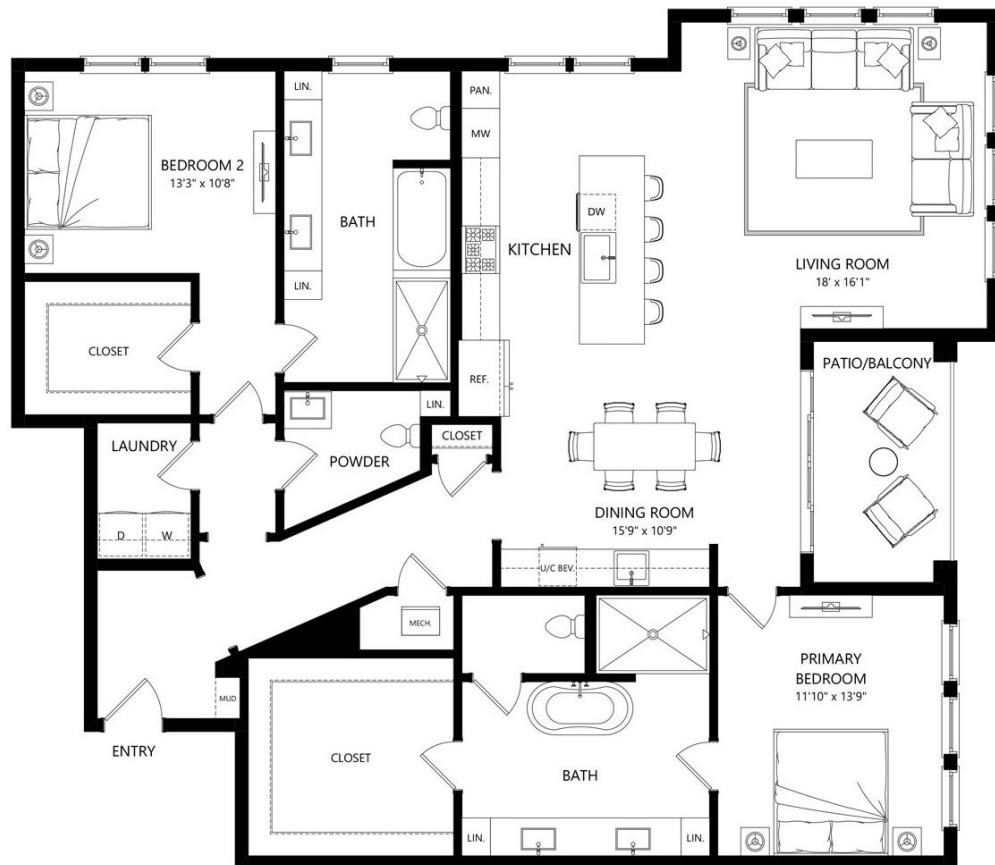 LIN.
PAN.
MW
BEDROOM 2
13'3" x 10'8"
DW
BATH
KITCHEN
LIVING ROOM
18' x 16'1"
LIN.
CLOSET
REF.
PATIO/BALCONY
LIN.
CLOSET
LAUNDRY
POWDER
DINING ROOM
15'9" x 10'9"
D
W
U/C BEV.
MECH.
PRIMARY
BEDROOM
11'10" x 13'9"
MUD
ENTRY
CLOSET
BATH
LIN.
LIN.